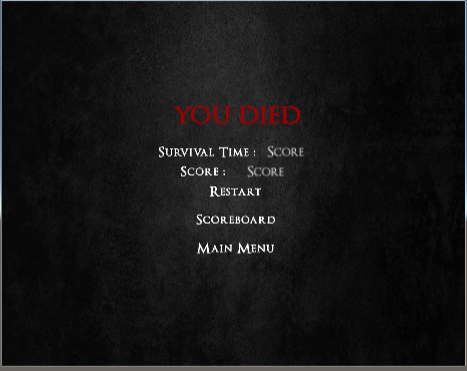 YOU DIED
SURVIVAL TIME : SCORE
SCORE : SCORE
RESTART
SCOREBOARD
MAIN MENU